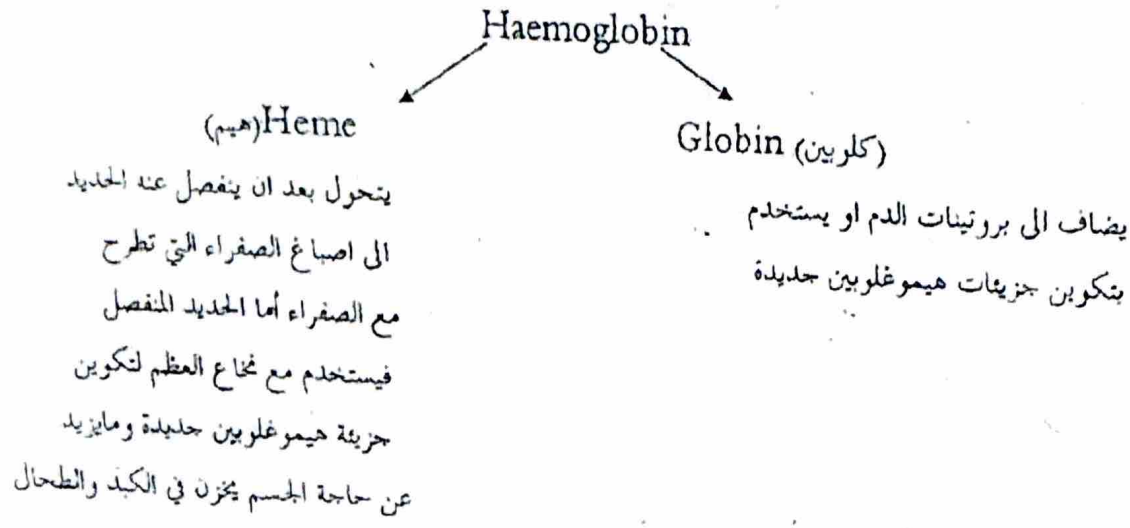 Haemoglobin
Heme(هيم)
يتحول بعد ان ينفصل عنه الحديد
الى اصباغ الصفراء التي تطرح
مع الصفراء أما الحديد المنفصل
فيستخدم مع نخاع العظم لتكوين
جزيئة هيموغلوبين جديدة ومايزيد
عن حاجة الجسم يخزن في الكبد والطحال
Globin (كلوبين)
يضاف الى بروتينات الدم او يستخدم
بتكوين جزيئات هيموغلوبين جديدة